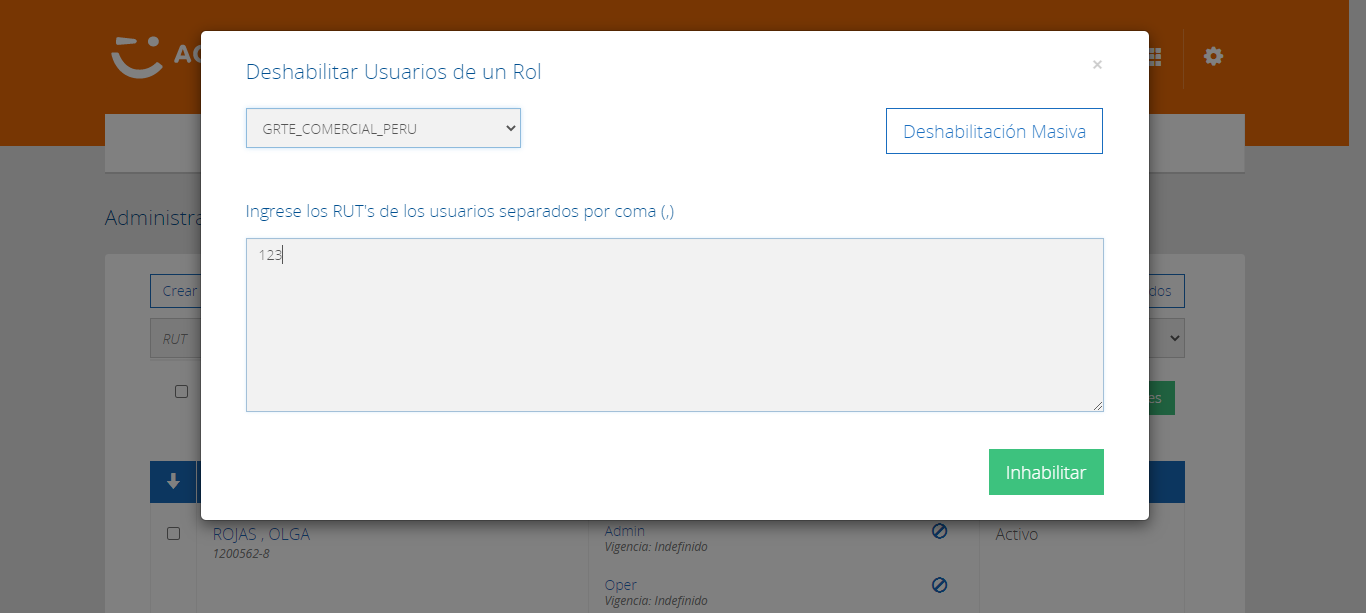 AC
Deshabilitar Usuarios de un Rol
×
GRTE_COMERCIAL_PERU
Deshabilitación Masiva
Ingrese los RUT's de los usuarios separados por coma (,)
123
Inhabilitar
Administra
Crear
dos
RUT
es
ROJAS , OLGA
1200562-8
Admin
Vigencia: Indefinido
Activo
Oper
Vigencia: Indefinido